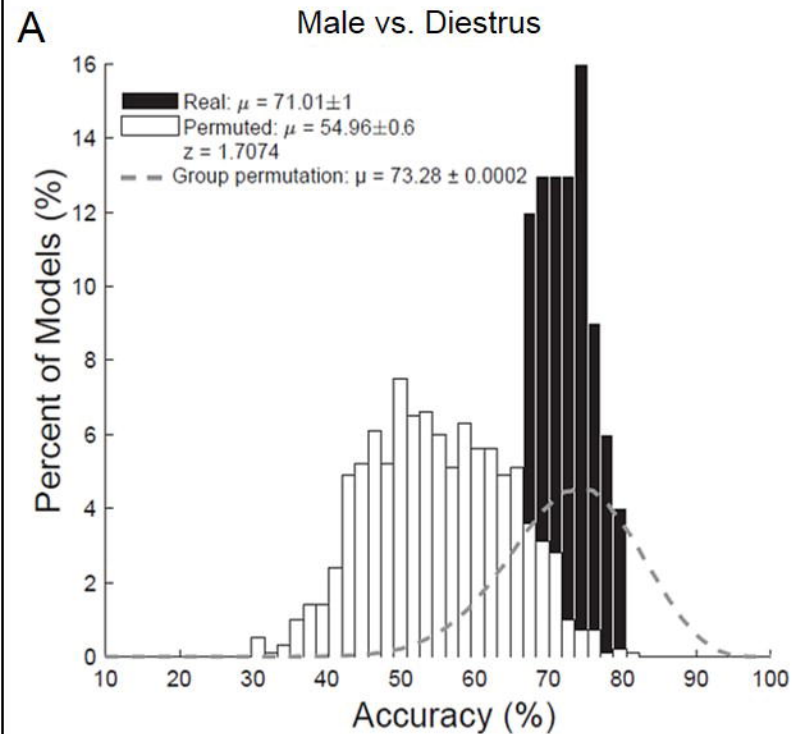 A
Male vs. Diestrus
Real: μ = 71.01±1
Permuted: μ = 54.96±0.6
z = 1.7074
Group permutation: μ = 73.28 ± 0.0002
Percent of Models (%)
16
14
12
10
8
6
4
2
0
10 20 30 40 50 60 70 80 90 100
Accuracy (%)